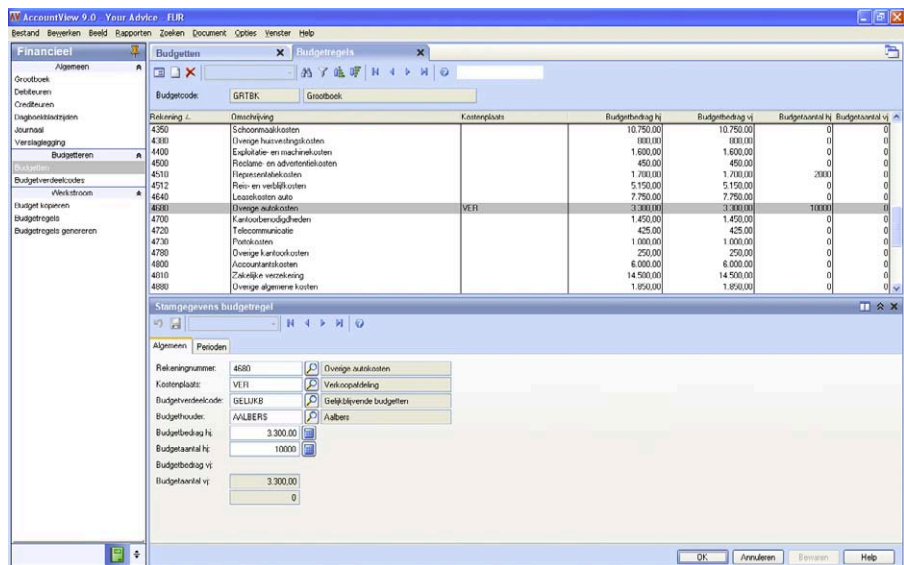 AccountView 9.0 - Your Advice - EUR
Bestand Bewerken Beeld Rapporten Zoeken Document Opties Venster Help
Financieel
Algemeen
Grootboek
Debiteuren
Crediteuren
Dagboekbladzijden
Journaal
Verslaglegging
Budgetteren
Budgetten
Budgetverdeelcodes
Werkstroom
Budget kopieren
Budgetregels
Budgetregels genereren
Budgetten
Budgetregels
Budgetcode: GRTBK Grootboek
Rekening Omschrijving Kostenplaats Budgetbedrag hj Budgetbedrag vj Budgetaantal hj Budgetaantal vj
4350 Schoonmaakkosten 10.750,00 10.750,00 0 0
4380 Overige huisvestingskosten 800,00 800,00 0 0
4400 Exploitatie- en machinekosten 1.600,00 1.600,00 0 0
4500 Reclame- en advertentiekosten 450,00 450,00 0 0
4510 Representatiekosten 1.700,00 1.700,00 2000 0
4512 Reis- en verblijfkosten 5.150,00 5.150,00 0 0
4640 Leasekosten auto 7.750,00 7.750,00 0 0
4680 Overige autokosten VER 3.300,00 3.300,00 10000 0
4700 Kantoorbenodigdheden 1.450,00 1.450,00 0 0
4720 Telecommunicatie 425,00 425,00 0 0
4730 Portokosten 1.000,00 1.000,00 0 0
4780 Overige kantoorkosten 250,00 250,00 0 0
4800 Accountantskosten 6.000,00 6.000,00 0 0
4810 Zakelijke verzekering 14.500,00 14.500,00 0 0
4880 Overige algemene kosten 1.850,00 1.850,00 0 0
Stamgegevens budgetregel
Algemeen Perioden
Rekeningnummer: 4680 Overige autokosten
Kostenplaats: VER Verkoopafdeling
Budgetverdeelcode: GELIJKB Gelijkblijvende budgetten
Budgethouder: AALBERS Aalbers
Budgetbedrag hj: 3.300,00
Budgetaantal hj: 10000
Budgetbedrag vj:
Budgetaantal vj: 3.300,00
0
OK Annuleren Bewaren Help